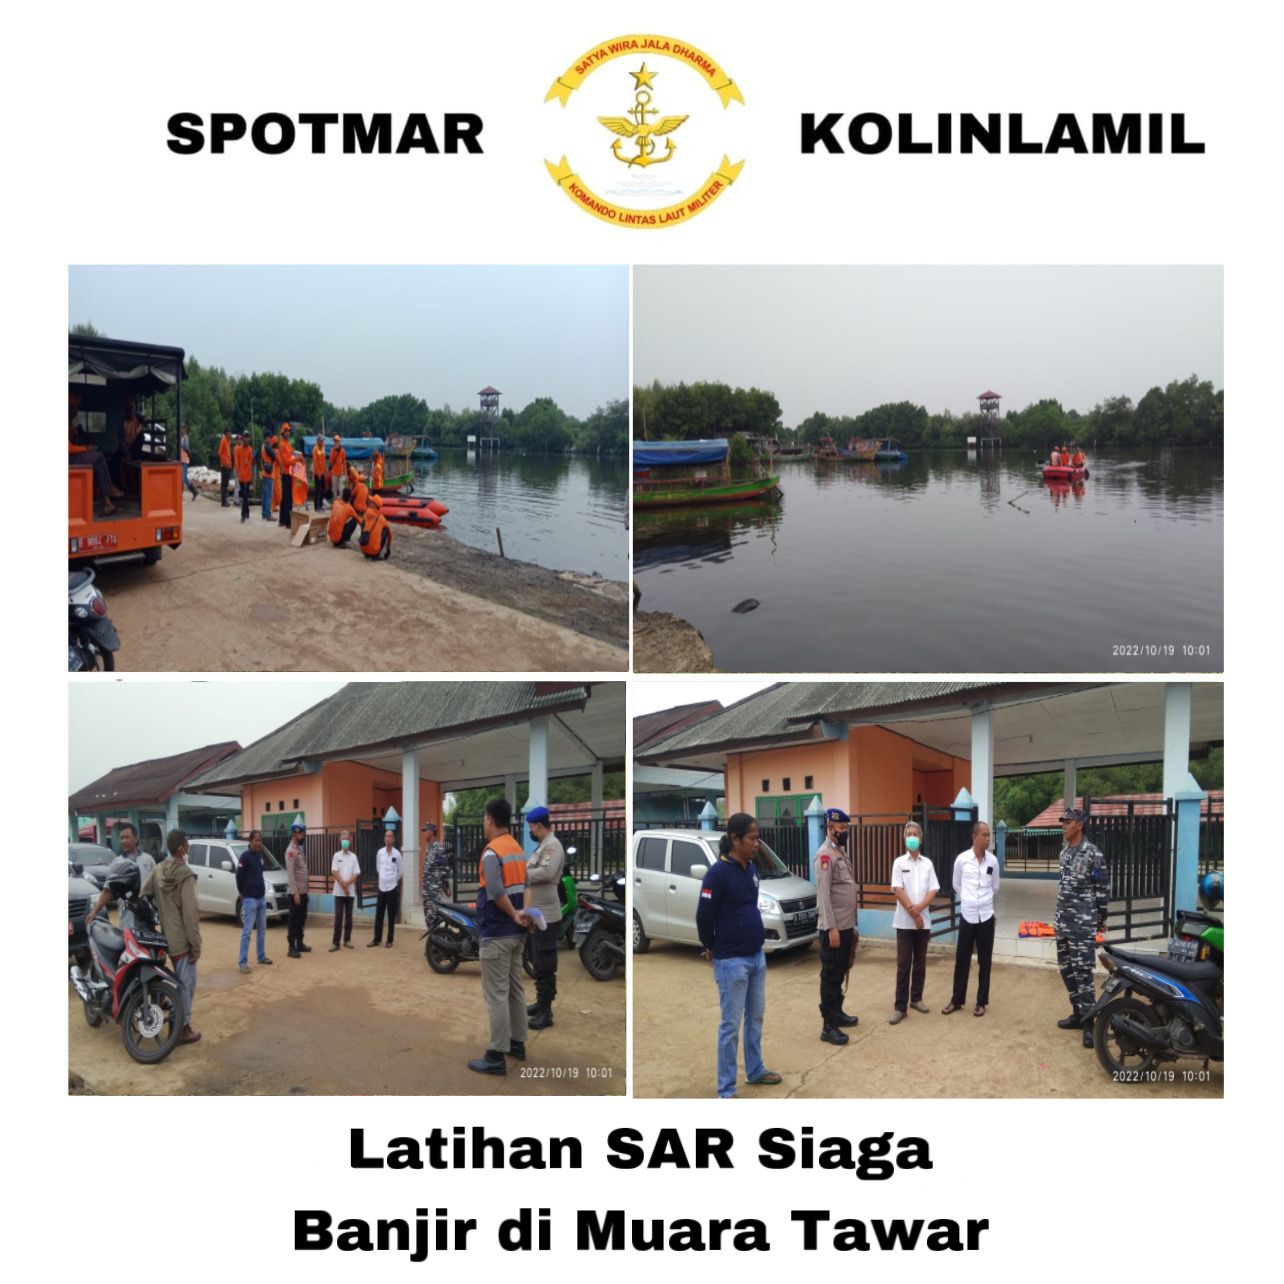 SPOTMAR
SATYA WIRA JALA DHARMA
KOMANDO LINTAS LAUT MILITER
KOLINLAMIL
2022/10/19 10:01
2022/10/19 10:01
2022/10/19 10:01
Latihan SAR Siaga
Banjir di Muara Tawar